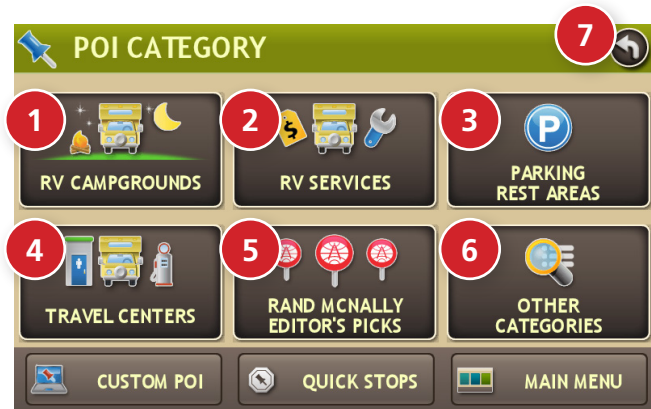 POI CATEGORY
7
1
RV CAMPGROUNDS
2
$
RV SERVICES
3
P
PARKING
REST AREAS
4
TRAVEL CENTERS
5
RAND MCNALLY
EDITOR'S PICKS
6
OTHER
CATEGORIES
CUSTOM POI
QUICK STOPS
MAIN MENU